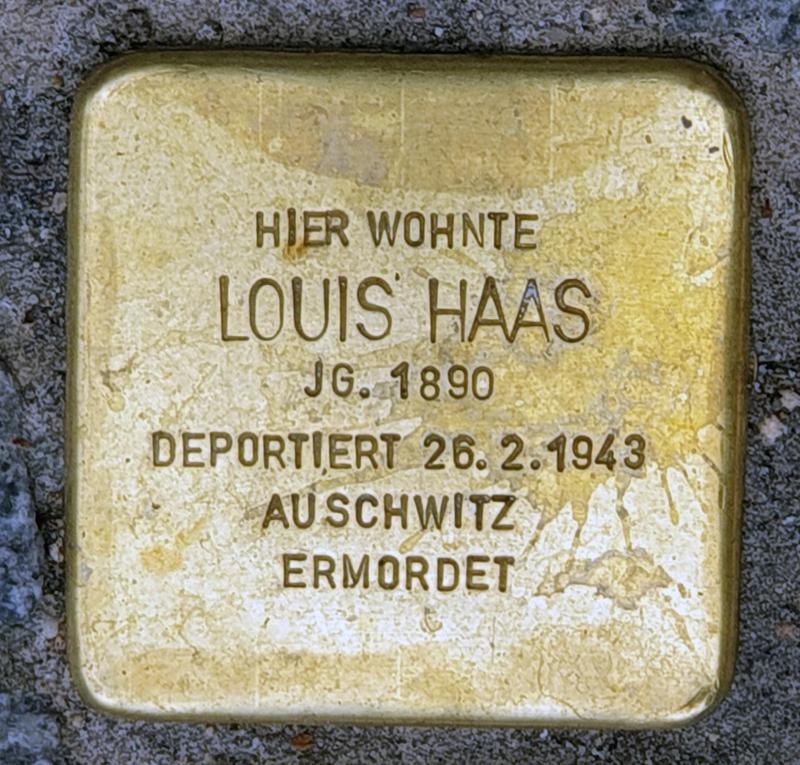 HIER WOHNTE
LOUIS HAAS
JG. 1890
DEPORTIERT 26.2.1943
AUSCHWITZ
ERMORDET